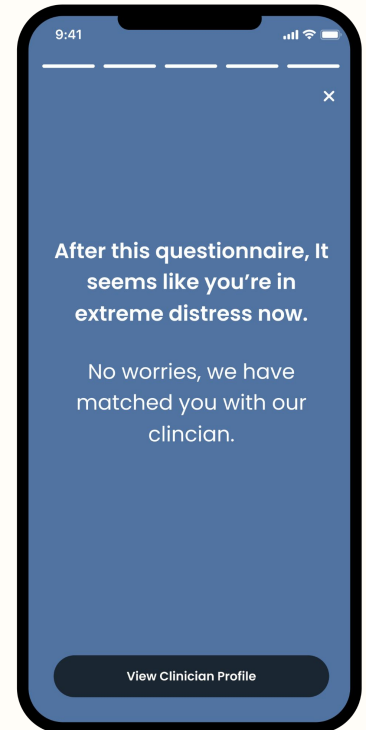 9:41
After this questionnaire, It
seems like you’re in
extreme distress now.
No worries, we have
matched you with our
clincian.
View Clinician Profile